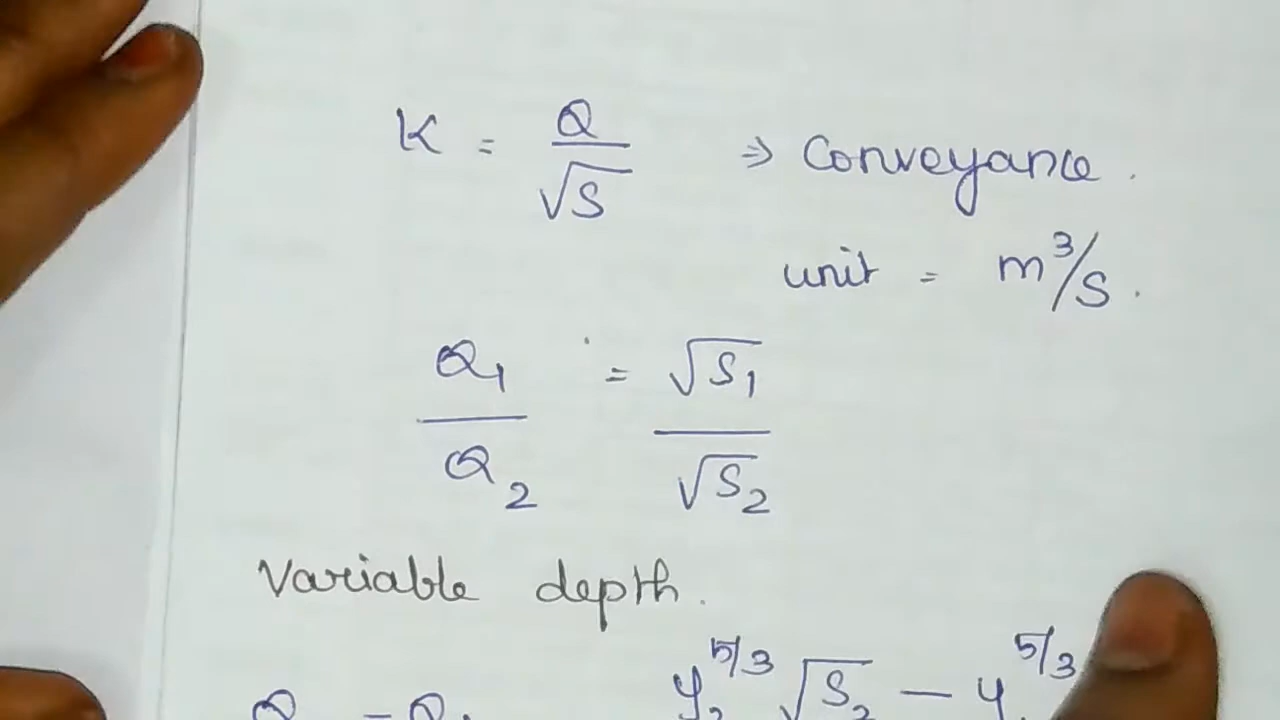 K = Q/√S ⇒ Conveyance.
unit = m³/s.
Q₁/Q₂ = √S₁/√S₂
Variable depth.
Q - Q y₂^5/3 √S₂ - y^5/3